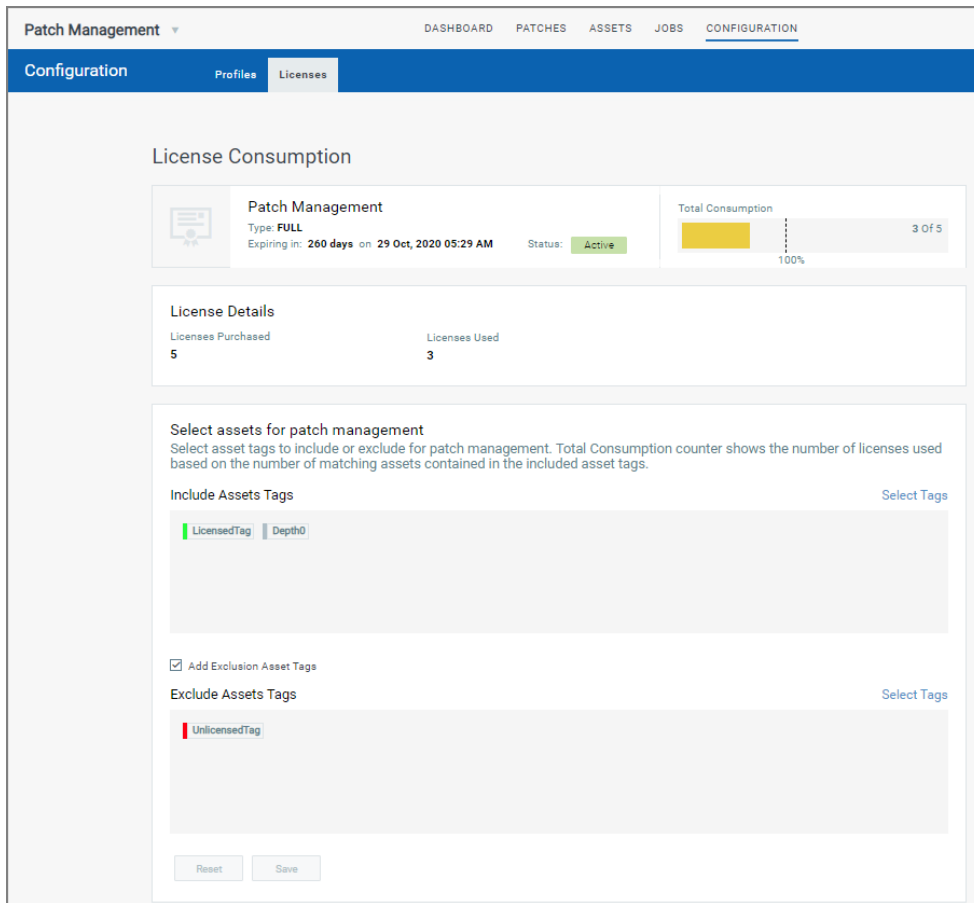 Patch Management
DASHBOARD PATCHES ASSETS JOBS CONFIGURATION
Configuration
Profiles Licenses
License Consumption
Patch Management
Type: FULL
Expiring in: 260 days on 29 Oct, 2020 05:29 AM Status: Active
Total Consumption
3 Of 5
100%
License Details
Licenses Purchased
5
Licenses Used
3
Select assets for patch management
Select asset tags to include or exclude for patch management. Total Consumption counter shows the number of licenses used
based on the number of matching assets contained in the included asset tags.
Include Assets Tags Select Tags
LicensedTag Depth0
Add Exclusion Asset Tags
Exclude Assets Tags Select Tags
UnlicensedTag
Reset Save